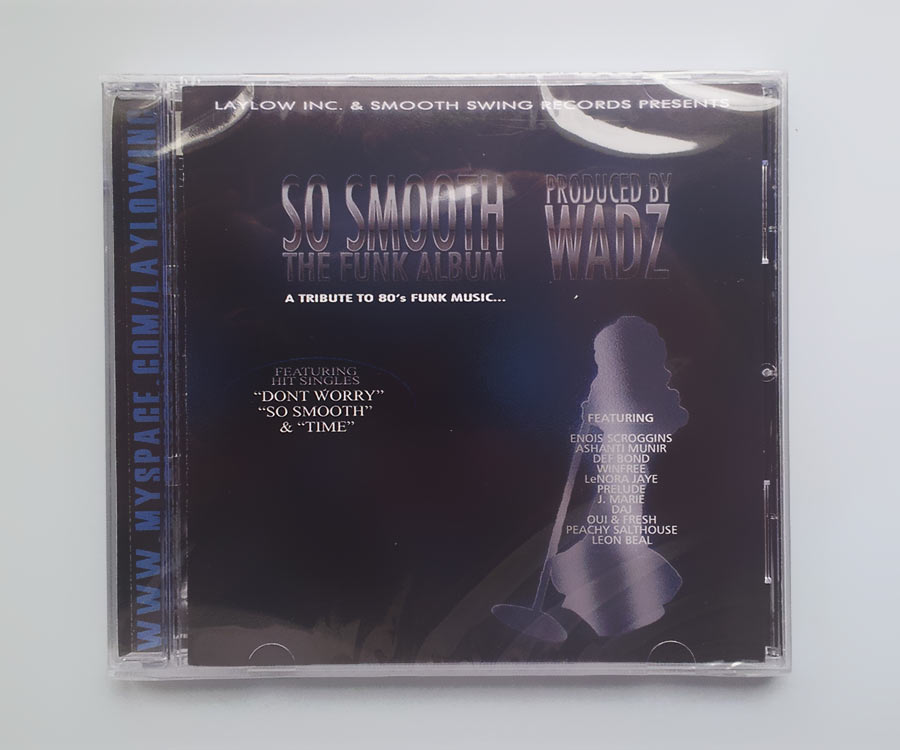 WWW.MYSPACE.COM/LAYLOWINC
LAYLOW INC. & SMOOTH SWING RECORDS PRESENTS
SO SMOOTH
THE FUNK ALBUM
PRODUCED BY
WADZ
A TRIBUTE TO 80's FUNK MUSIC...
FEATURING
HIT SINGLES
"DONT WORRY"
"SO SMOOTH"
& "TIME"
FEATURING
ENOIS SCROGGINS
ASHANTI MUNIR
DEF BOND
WINFREE
LeNORA JAYE
PRELUDE
J. MARIE
DAJ
OUI & FRESH
PEACHY SALTHOUSE
LEON BEAL